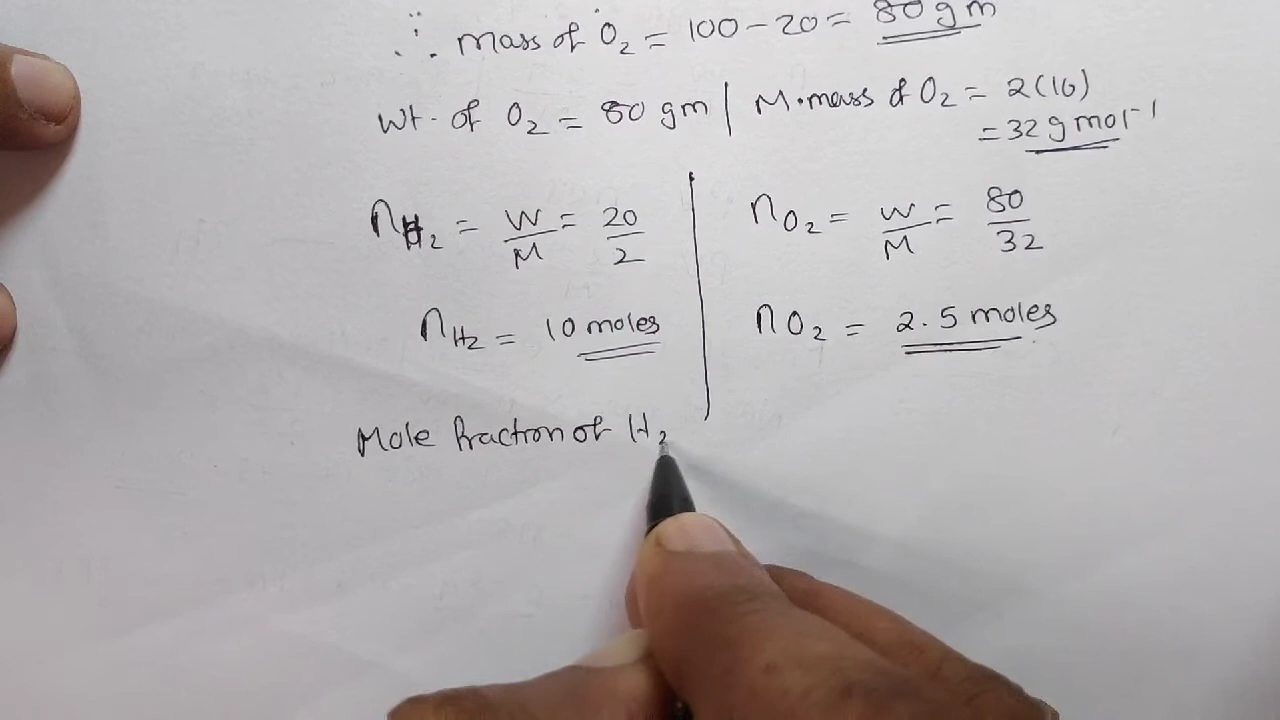 ∴ mass of O₂ = 100 - 20 = 80 gm
Wt. of O₂ = 80 gm | M.mass of O₂ = 2(16)
= 32 g mol⁻¹
nH₂ = W/M = 20/2
nO₂ = W/M = 80/32
nH₂ = 10 moles
nO₂ = 2.5 moles
Mole fraction of H₂